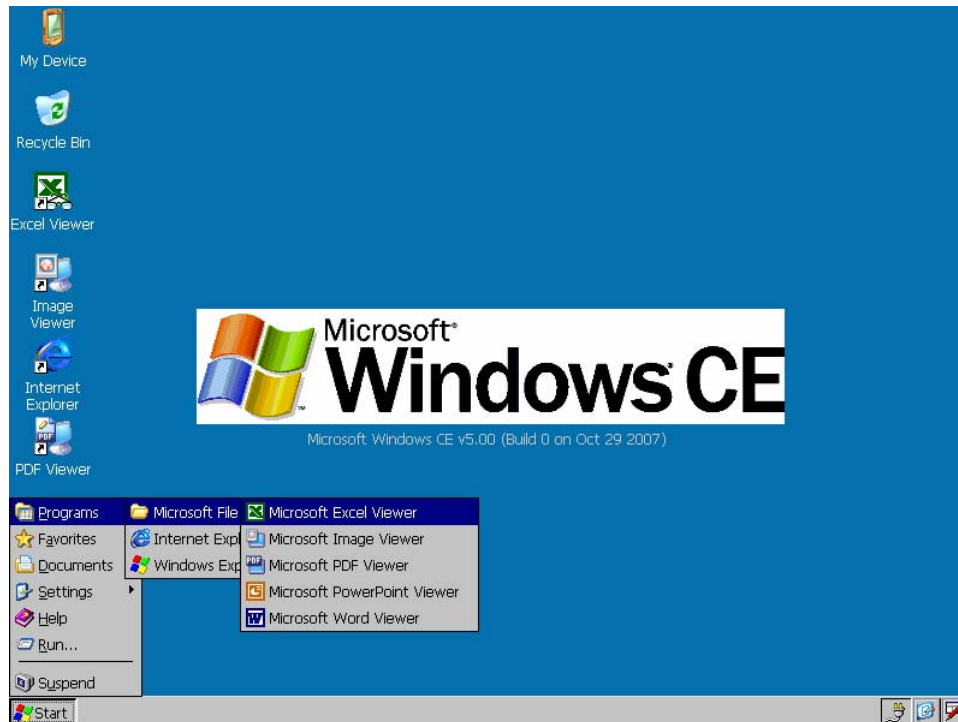 My Device
Recycle Bin
Excel Viewer
Image
Viewer
Internet
Explorer
PDF Viewer
Microsoft®
Windows CE
Microsoft Windows CE v5.00 (Build 0 on Oct 29 2007)
Programs
Favorites
Documents
Settings
Help
Run...
Suspend
Microsoft File
Internet Expl
Windows Exp
Microsoft Excel Viewer
Microsoft Image Viewer
Microsoft PDF Viewer
Microsoft PowerPoint Viewer
Microsoft Word Viewer
Start